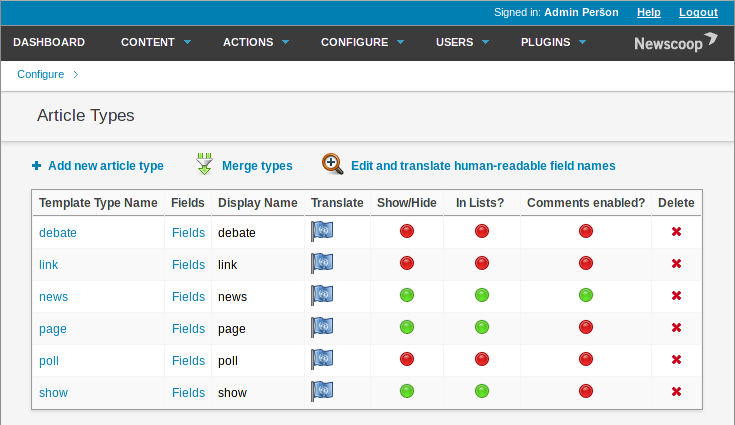 Signed in: Admin Peršon Help Logout
DASHBOARD CONTENT ACTIONS CONFIGURE USERS PLUGINS Newscoop
Configure
Article Types
Add new article type Merge types Edit and translate human-readable field names
Template Type Name Fields Display Name Translate Show/Hide In Lists? Comments enabled? Delete
debate Fields debate
link Fields link
news Fields news
page Fields page
poll Fields poll
show Fields show